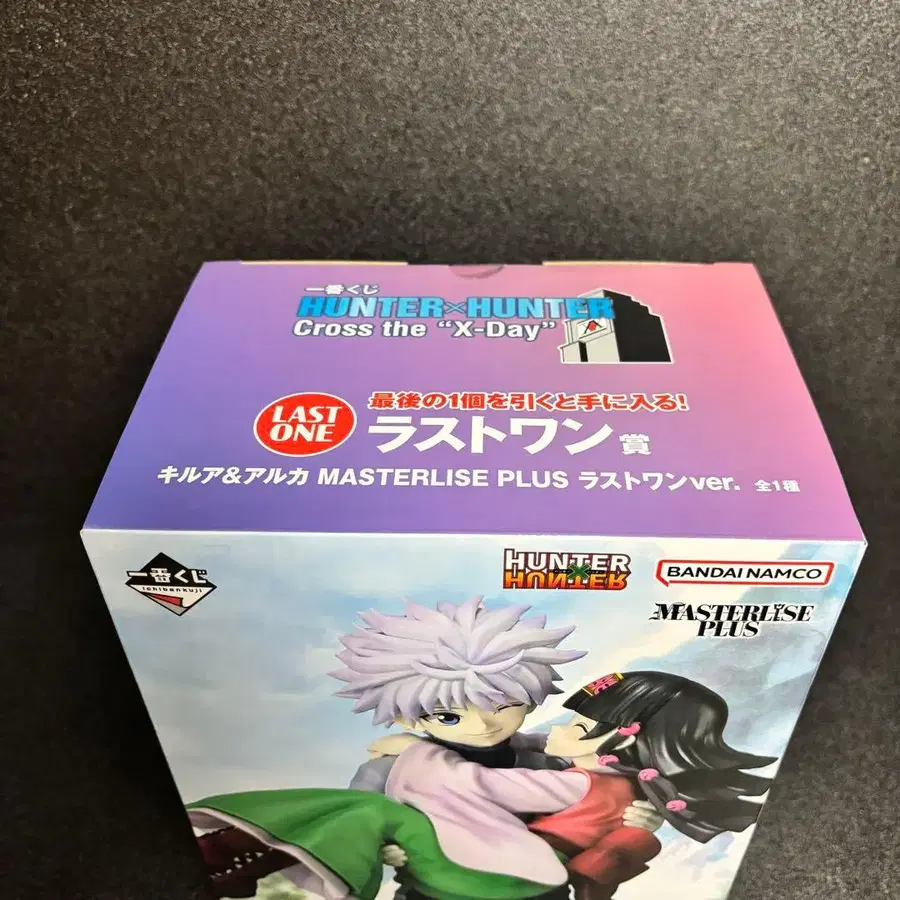 一番くじ
HUNTER×HUNTER
Cross the "X-Day"
LAST
ONE
最後の1個を引くと手に入る!
ラストワン賞
キルア&アルカ MASTERLISE PLUS ラストワンver. 全1種
一番くじ
ichibankuji
HUNTER
×
HUNTER
BANDAI NAMCO
MASTERLISE
PLUS